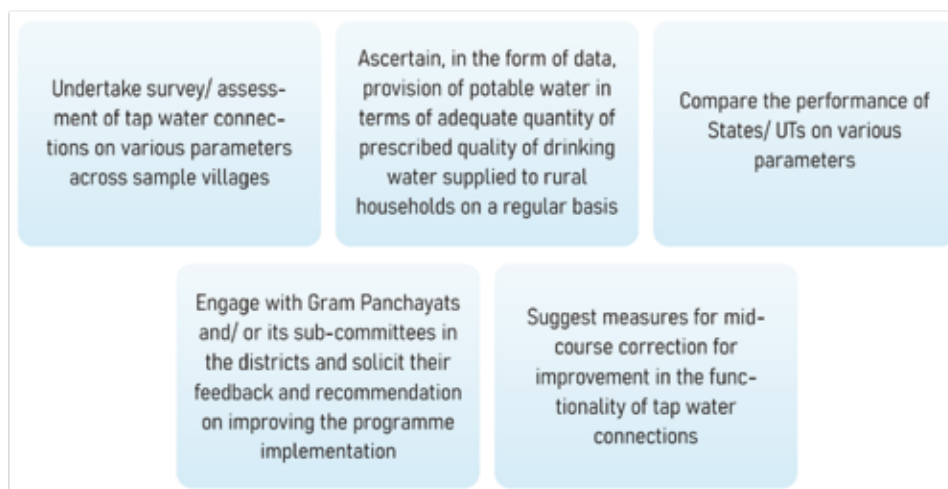 Undertake survey/ assess-
ment of tap water connec-
tions on various parameters
across sample villages
Ascertain, in the form of data,
provision of potable water in
terms of adequate quantity of
prescribed quality of drinking
water supplied to rural
households on a regular basis
Compare the performance of
States/ UTs on various
parameters
Engage with Gram Panchayats
and/ or its sub-committees in
the districts and solicit their
feedback and recommendation
on improving the programme
implementation
Suggest measures for mid-
course correction for
improvement in the func-
tionality of tap water
connections